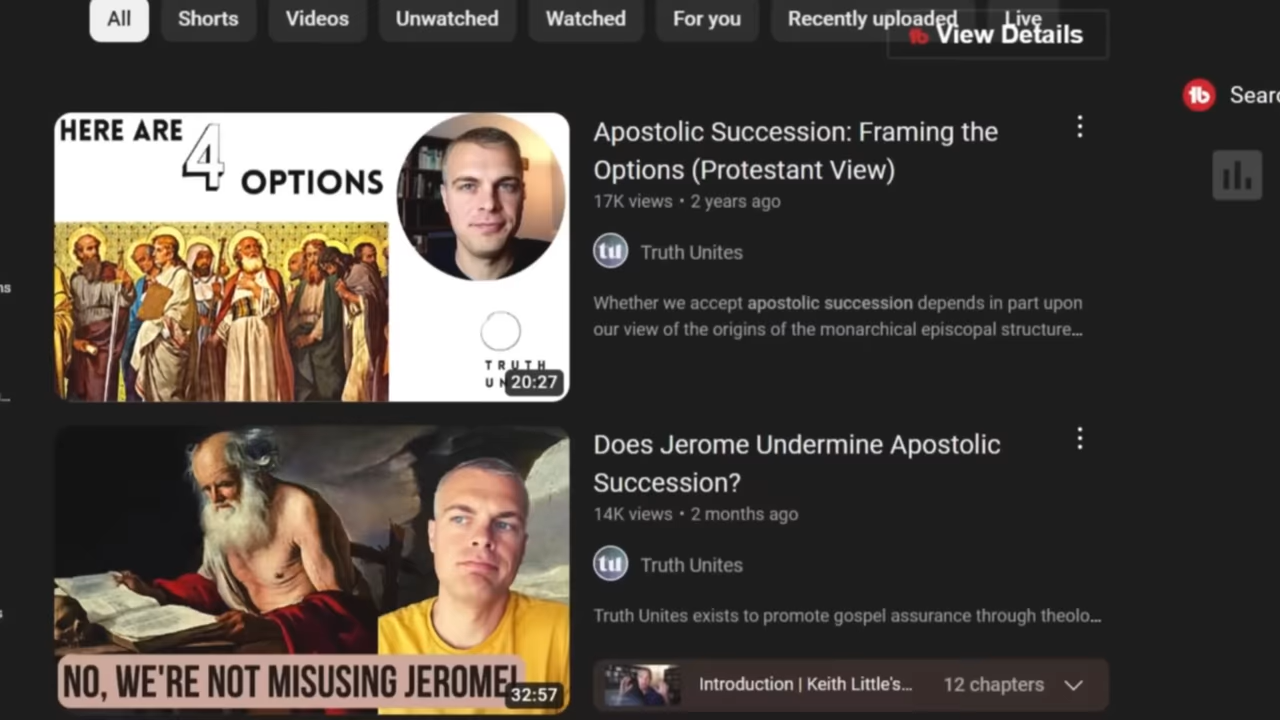 All
Shorts
Videos
Unwatched
Watched
For you
Recently uploaded
Live
View Details
Sear
HERE ARE
4
OPTIONS
TRUTH
20:27
Apostolic Succession: Framing the
Options (Protestant View)
17K views • 2 years ago
Truth Unites
Whether we accept apostolic succession depends in part upon
our view of the origins of the monarchical episcopal structure...
NO, WE'RE NOT MISUSING JEROME!
32:57
Does Jerome Undermine Apostolic
Succession?
14K views • 2 months ago
Truth Unites
Truth Unites exists to promote gospel assurance through theolo...
Introduction | Keith Little's...
12 chapters